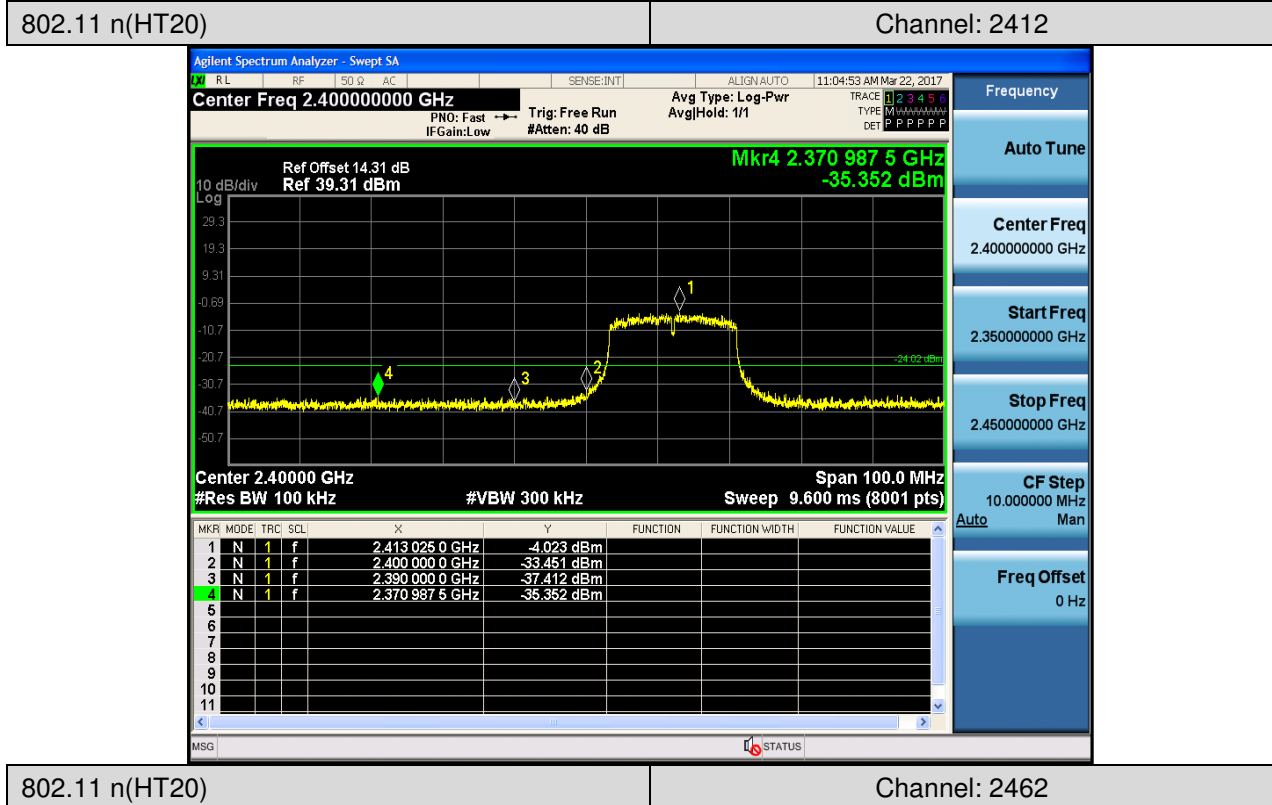 802.11 n(HT20) Channel: 2412
Agilent Spectrum Analyzer - Swept SA
LXI RL RF 50 Ω AC SENSE:INT ALIGN AUTO 11:04:53 AM Mar 22, 2017
Center Freq 2.400000000 GHz Avg Type: Log-Pwr TRACE 1 2 3 4 5 6
PNO: Fast Trig: Free Run Avg|Hold: 1/1 TYPE M WWWWW
IFGain:Low #Atten: 40 dB DET P P P P P P
Mkr4 2.370 987 5 GHz
Ref Offset 14.31 dB
10 dB/div Ref 39.31 dBm -35.352 dBm
Log
29.3
19.3
9.31
-0.69
-10.7
-20.7
-30.7
-40.7
-50.7
1
2
3
4
-24.02 dBm
Center 2.40000 GHz Span 100.0 MHz
#Res BW 100 kHz #VBW 300 kHz Sweep 9.600 ms (8001 pts)
MKR MODE TRC SCL X Y FUNCTION FUNCTION WIDTH FUNCTION VALUE
1 N 1 f 2.413 025 0 GHz -4.023 dBm
2 N 1 f 2.400 000 0 GHz -33.451 dBm
3 N 1 f 2.390 000 0 GHz -37.412 dBm
4 N 1 f 2.370 987 5 GHz -35.352 dBm
5
6
7
8
9
10
11
MSG STATUS
Frequency
Auto Tune
Center Freq
2.400000000 GHz
Start Freq
2.350000000 GHz
Stop Freq
2.450000000 GHz
CF Step
10.000000 MHz
Auto Man
Freq Offset
0 Hz
802.11 n(HT20) Channel: 2462